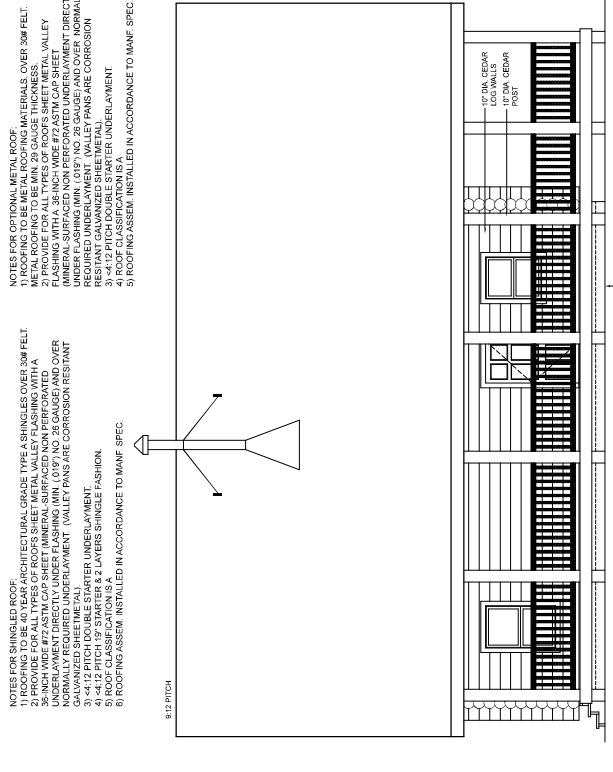 NOTES FOR SHINGLED ROOF:
1) ROOFING TO BE 40 YEAR ARCHITECTURAL GRADE TYPE A SHINGLES OVER 30# FELT.
2) PROVIDE FOR ALL TYPES OF ROOFS SHEET METAL VALLEY FLASHING WITH A
36-INCH WIDE #72 ASTM CAP SHEET (MINERAL-SURFACED NON PERFORATED
UNDERLAYMENT DIRECTLY UNDER FLASHING (MIN. (.019") NO. 26 GAUGE) AND OVER
NORMALLY REQUIRED UNDERLAYMENT. (VALLEY PANS ARE CORROSION RESITANT
GALVANIZED SHEETMETAL).
3) <4:12 PITCH DOUBLE STARTER UNDERLAYMENT.
4) <4:12 PITCH 19" STARTER & 2 LAYERS SHINGLE FASHION.
5) ROOF CLASSIFICATION IS A
6) ROOFING ASSEM. INSTALLED IN ACCORDANCE TO MANF. SPEC.
NOTES FOR OPTIONAL METAL ROOF:
1) ROOFING TO BE METAL ROOFING MATERIALS, OVER 30# FELT.
METAL ROOFING TO BE MIN. 29 GAUGE THICKNESS.
2) PROVIDE FOR ALL TYPES OF ROOFS SHEET METAL VALLEY
FLASHING WITH A 36-INCH WIDE #72 ASTM CAP SHEET
(MINERAL-SURFACED NON PERFORATED UNDERLAYMENT DIRECT
UNDER FLASHING (MIN. (.019") NO. 26 GAUGE) AND OVER NORMA
REQUIRED UNDERLAYMENT. (VALLEY PANS ARE CORROSION
RESITANT GALVANIZED SHEETMETAL).
3) <4:12 PITCH DOUBLE STARTER UNDERLAYMENT.
4) ROOF CLASSIFICATION IS A
5) ROOFING ASSEM. INSTALLED IN ACCORDANCE TO MANF. SPEC.
9:12 PITCH
10" DIA. CEDAR
LOG WALLS
10" DIA. CEDAR
POST